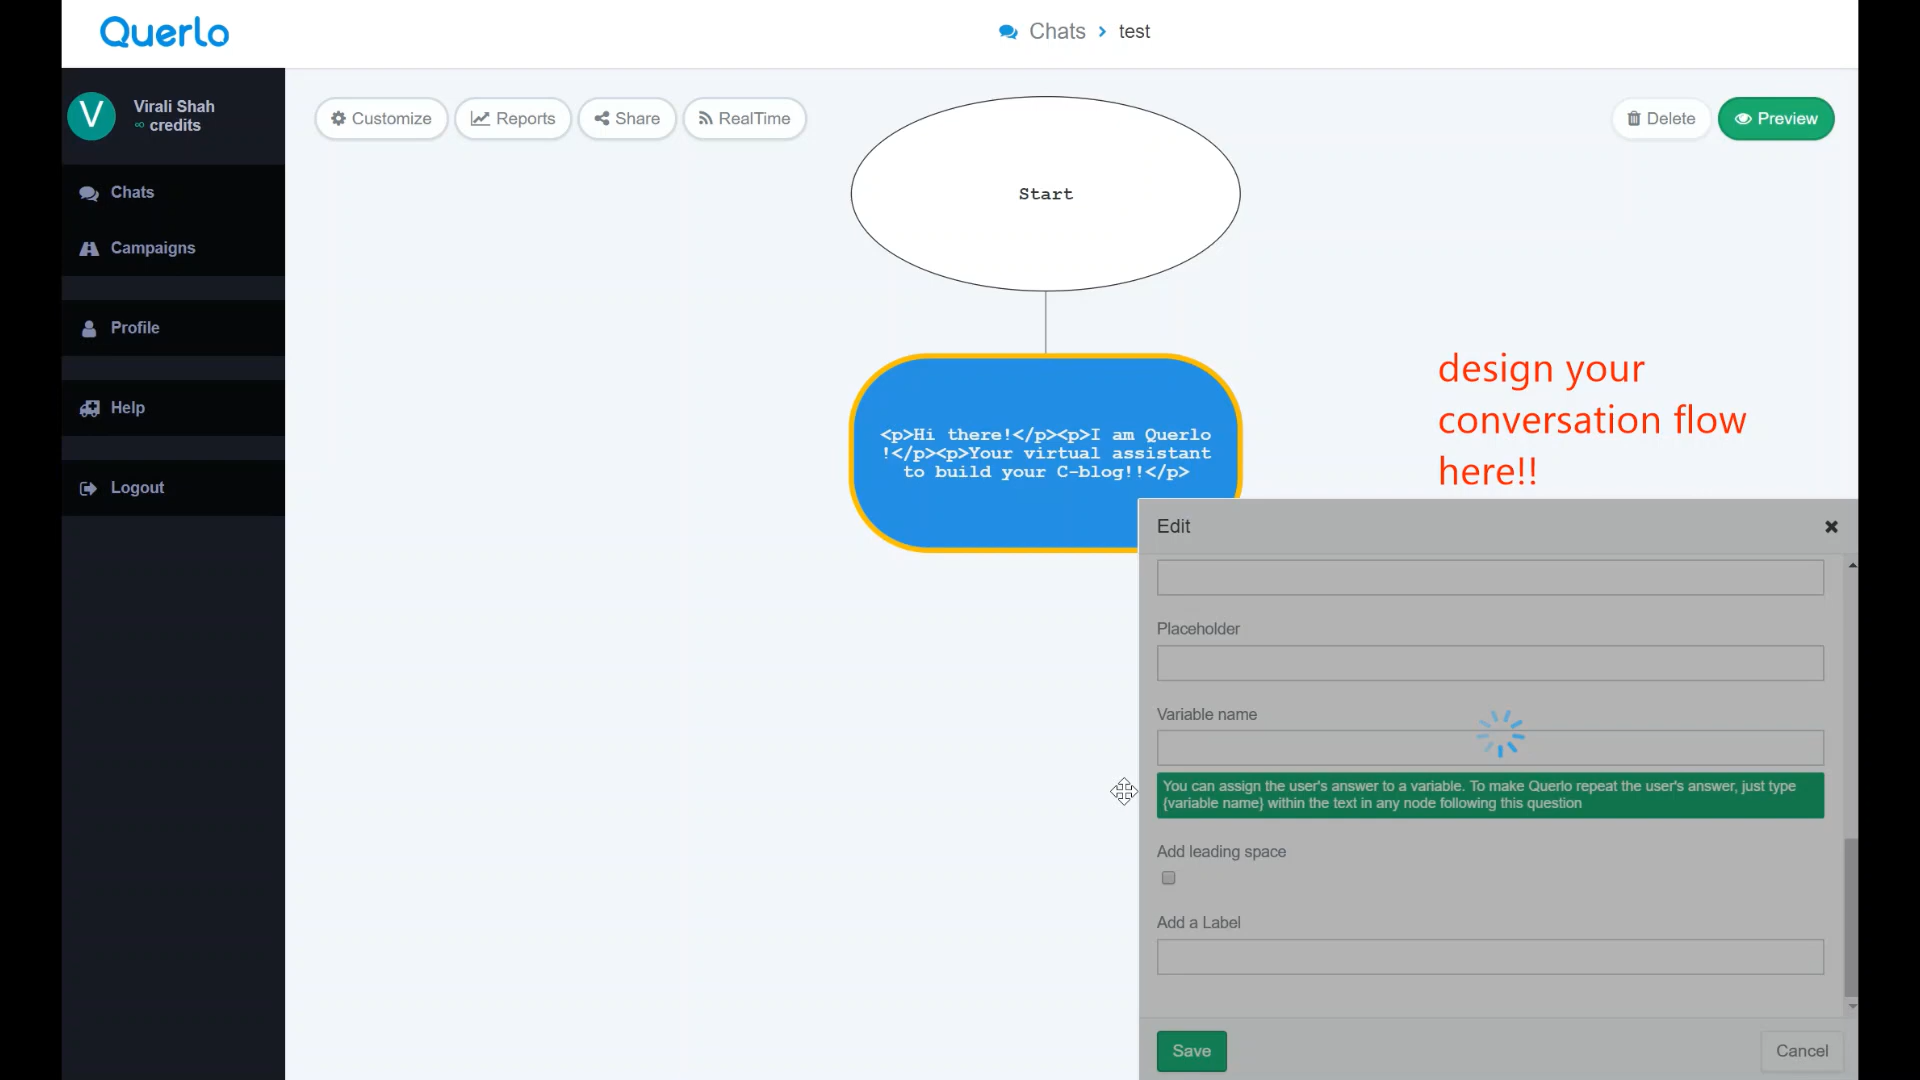 Querlo
Chats > test
V
Virali Shah
∞ credits
Customize
Reports
Share
RealTime
Delete
Preview
Chats
Campaigns
Profile
Help
Logout
Start
<p>Hi there!</p><p>I am Querlo
!</p><p>Your virtual assistant
to build your C-blog!!</p>
design your
conversation flow
here!!
Edit
Placeholder
Variable name
You can assign the user's answer to a variable. To make Querlo repeat the user's answer, just type
{variable name} within the text in any node following this question
Add leading space
Add a Label
Save
Cancel